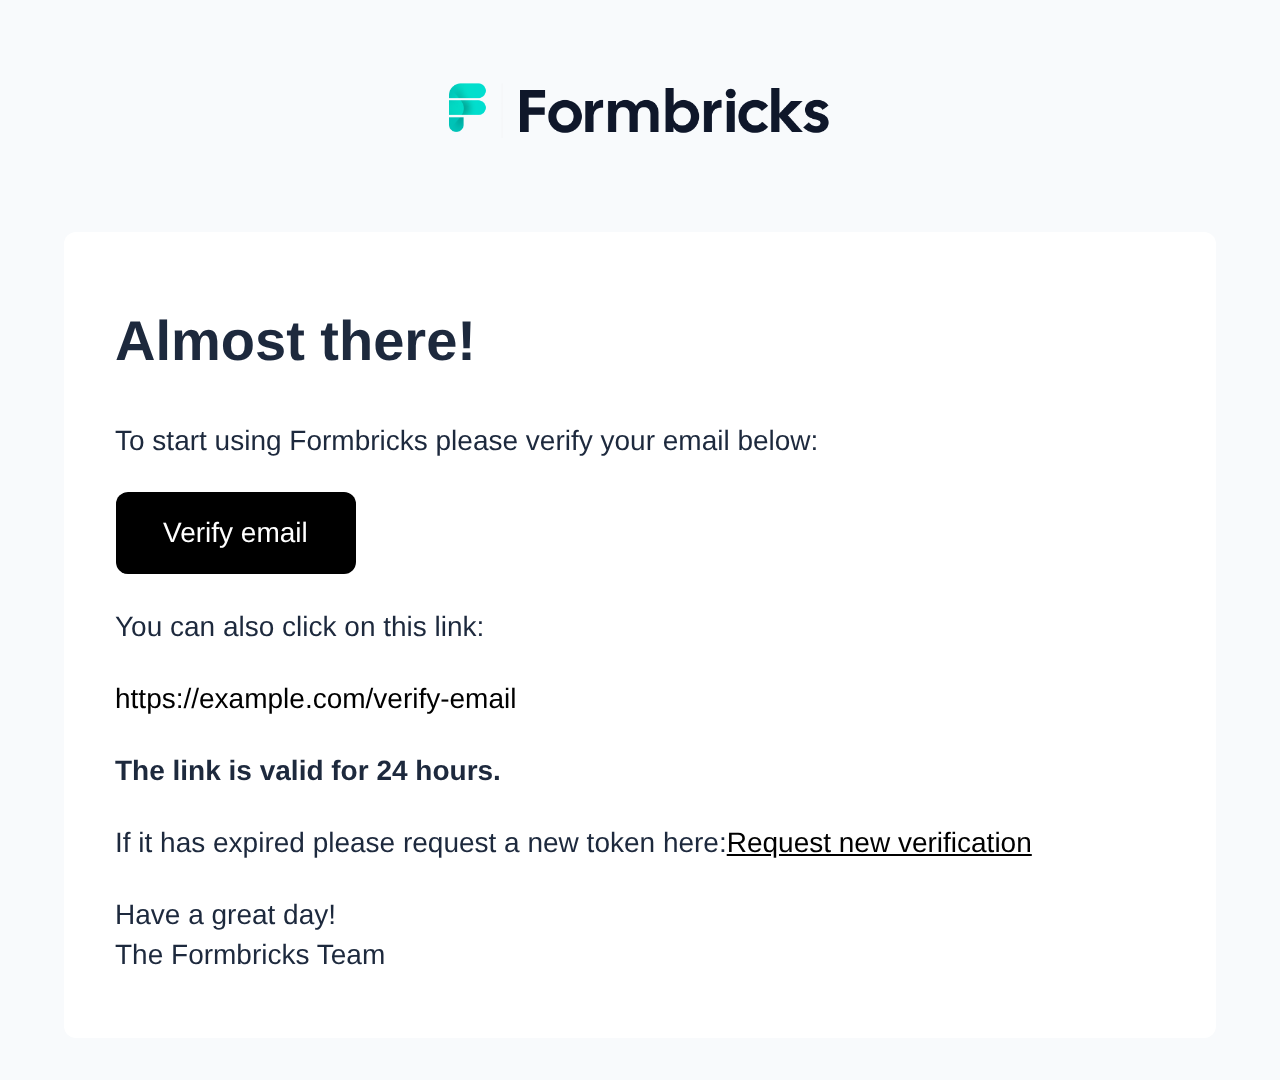 Formbricks
Almost there!
To start using Formbricks please verify your email below:
Verify email
You can also click on this link:
https://example.com/verify-email
The link is valid for 24 hours.
If it has expired please request a new token here:Request new verification
Have a great day!
The Formbricks Team